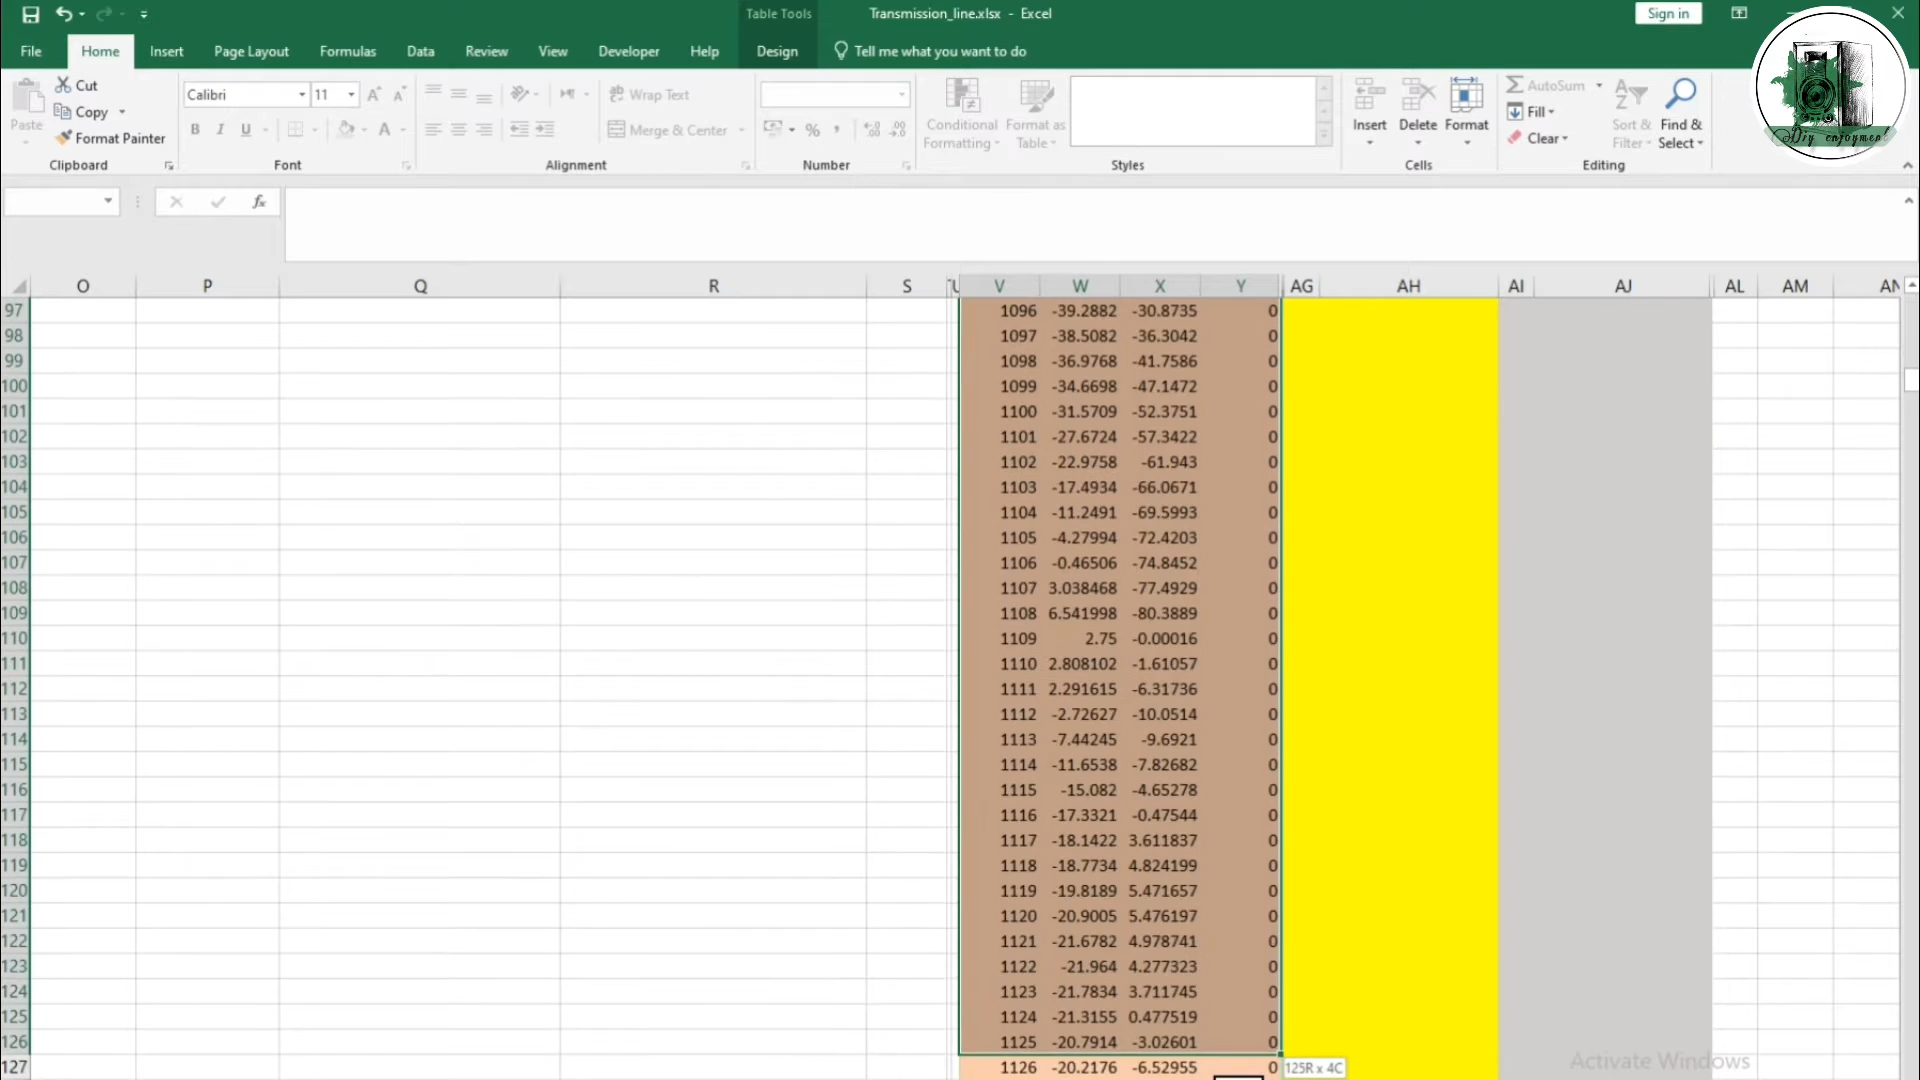 Table Tools
Transmission_line.xlsx - Excel
Sign in
File Home Insert Page Layout Formulas Data Review View Developer Help Design Tell me what you want to do
Cut
Copy
Paste
Format Painter
Clipboard
Calibri 11
B I U
Font
Wrap Text
Merge & Center
Alignment
%
Number
Conditional Formatting
Format as Table
Styles
Insert Delete Format
Cells
AutoSum
Fill
Clear
Sort & Filter
Find & Select
Editing
Diy enjoyment
fx
O P Q R S U V W X Y AG AH AI AJ AL AM AN
97 1096 -39.2882 -30.8735 0
98 1097 -38.5082 -36.3042 0
99 1098 -36.9768 -41.7586 0
100 1099 -34.6698 -47.1472 0
101 1100 -31.5709 -52.3751 0
102 1101 -27.6724 -57.3422 0
103 1102 -22.9758 -61.943 0
104 1103 -17.4934 -66.0671 0
105 1104 -11.2491 -69.5993 0
106 1105 -4.27994 -72.4203 0
107 1106 -0.46506 -74.8452 0
108 1107 3.038468 -77.4929 0
109 1108 6.541998 -80.3889 0
110 1109 2.75 -0.00016 0
111 1110 2.808102 -1.61057 0
112 1111 2.291615 -6.31736 0
113 1112 -2.72627 -10.0514 0
114 1113 -7.44245 -9.6921 0
115 1114 -11.6538 -7.82682 0
116 1115 -15.082 -4.65278 0
117 1116 -17.3321 -0.47544 0
118 1117 -18.1422 3.611837 0
119 1118 -18.7734 4.824199 0
120 1119 -19.8189 5.471657 0
121 1120 -20.9005 5.476197 0
122 1121 -21.6782 4.978741 0
123 1122 -21.964 4.277323 0
124 1123 -21.7834 3.711745 0
125 1124 -21.3155 0.477519 0
126 1125 -20.7914 -3.02601 0
127 1126 -20.2176 -6.52955 0
125R x 4C
Activate Windows